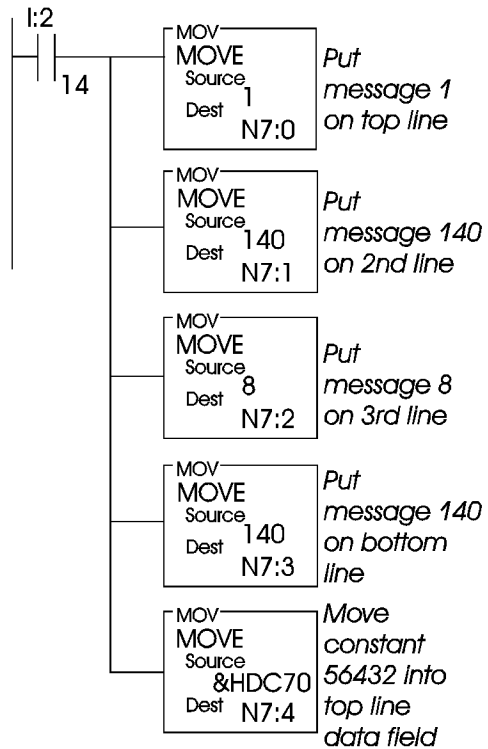 I:2
14
MOV
MOVE
Source
1
Dest
N7:0
Put
message 1
on top line
MOV
MOVE
Source
140
Dest
N7:1
Put
message 140
on 2nd line
MOV
MOVE
Source
8
Dest
N7:2
Put
message 8
on 3rd line
MOV
MOVE
Source
140
Dest
N7:3
Put
message 140
on bottom
line
MOV
MOVE
Source
&HDC70
Dest
N7:4
Move
constant
56432 into
top line
data field